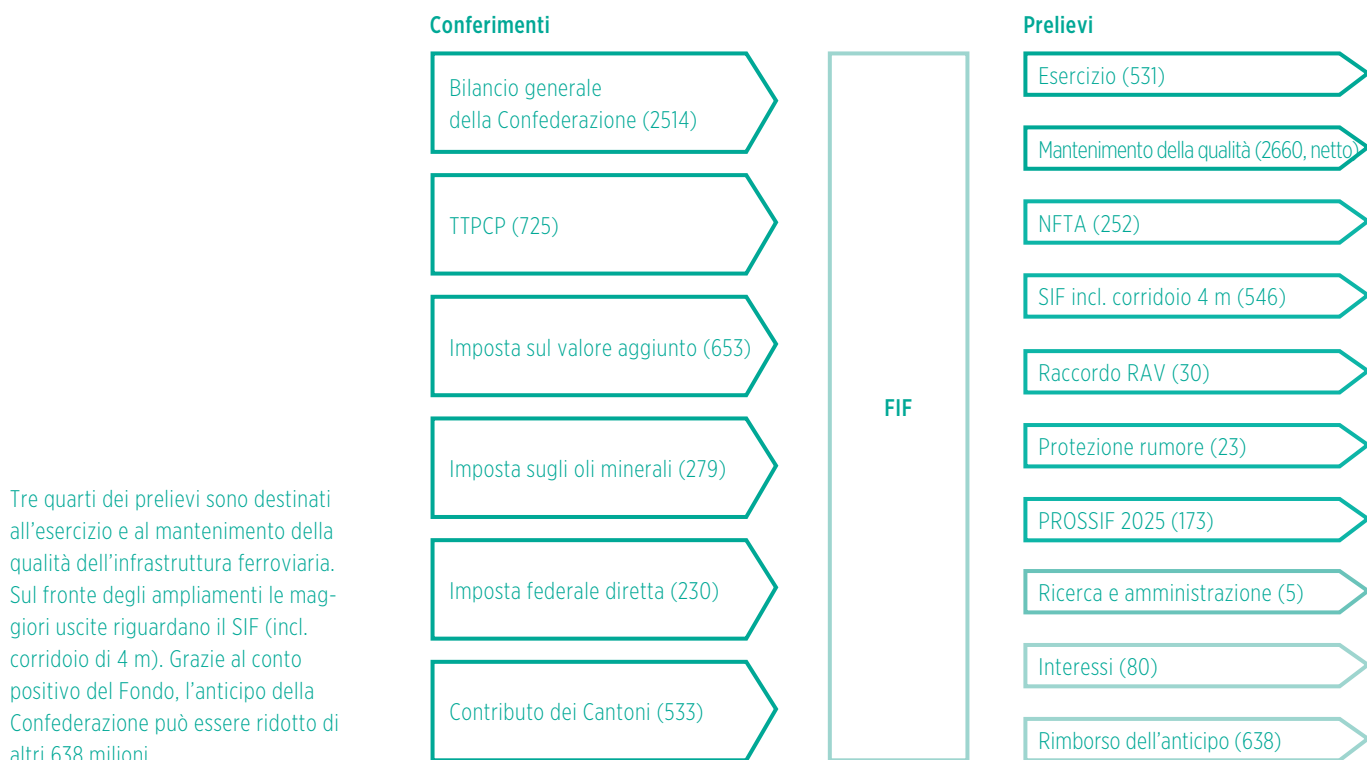 Conferimenti
Bilancio generale
della Confederazione (2514)
TTPCP (725)
Imposta sul valore aggiunto (653)
Imposta sugli oli minerali (279)
Imposta federale diretta (230)
Contributo dei Cantoni (533)
FIF
Prelievi
Esercizio (531)
Mantenimento della qualità (2660, netto)
NFTA (252)
SIF incl. corridoio 4 m (546)
Raccordo RAV (30)
Protezione rumore (23)
PROSSIF 2025 (173)
Ricerca e amministrazione (5)
Interessi (80)
Rimborso dell'anticipo (638)
Tre quarti dei prelievi sono destinati
all'esercizio e al mantenimento della
qualità dell'infrastruttura ferroviaria.
Sul fronte degli ampliamenti le mag-
giori uscite riguardano il SIF (incl.
corridoio di 4 m). Grazie al conto
positivo del Fondo, l'anticipo della
Confederazione può essere ridotto di
altri 638 milioni